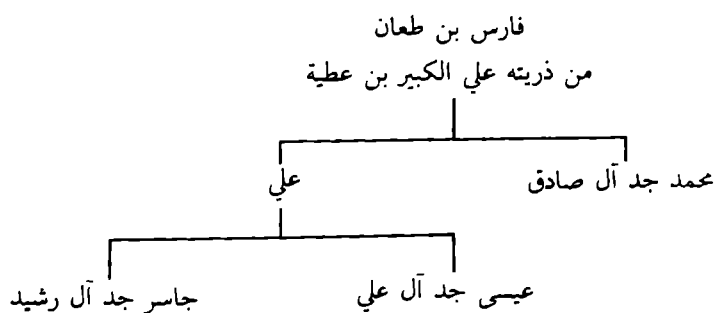 فارس بن طعان
من ذريته علي الكبير بن عطية
محمد جد آل صادق
علي
عيسى جد آل علي
جاسر جد آل رشيد